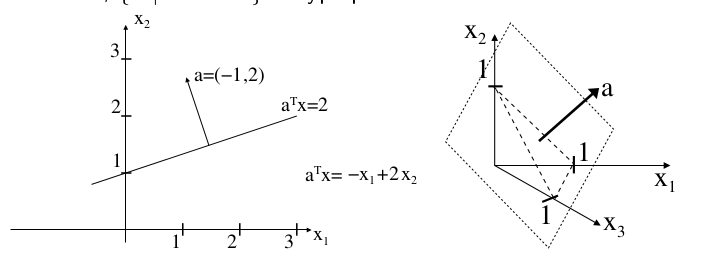 x₂
3
a=(−1,2)
2
aᵀx=2
1
aᵀx= −x₁+2x₂
1
2
3
x₁
x₂
1
a
1
x₁
1
x₃